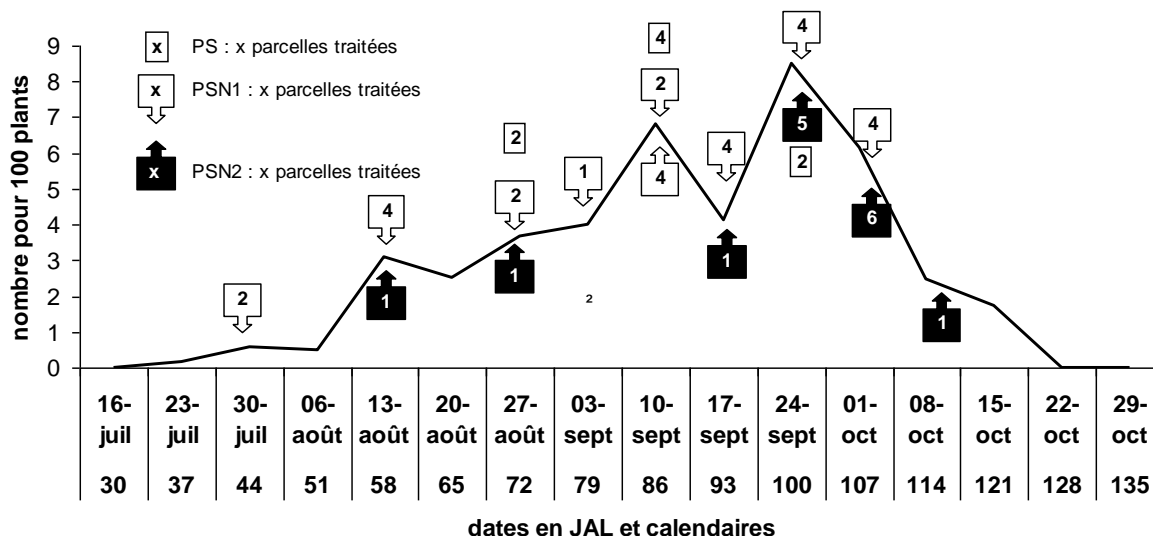 nombre pour 100 plants
9
8
7
6
5
4
3
2
1
0
x PS : x parcelles traitées
x PSN1 : x parcelles traitées
x PSN2 : x parcelles traitées
4 4
2
2 5 4
1 4 2
4 2 4
6
2 1 1 1
2
1
16-juil 23-juil 30-juil 06-août 13-août 20-août 27-août 03-sept 10-sept 17-sept 24-sept 01-oct 08-oct 15-oct 22-oct 29-oct
30 37 44 51 58 65 72 79 86 93 100 107 114 121 128 135
dates en JAL et calendaires